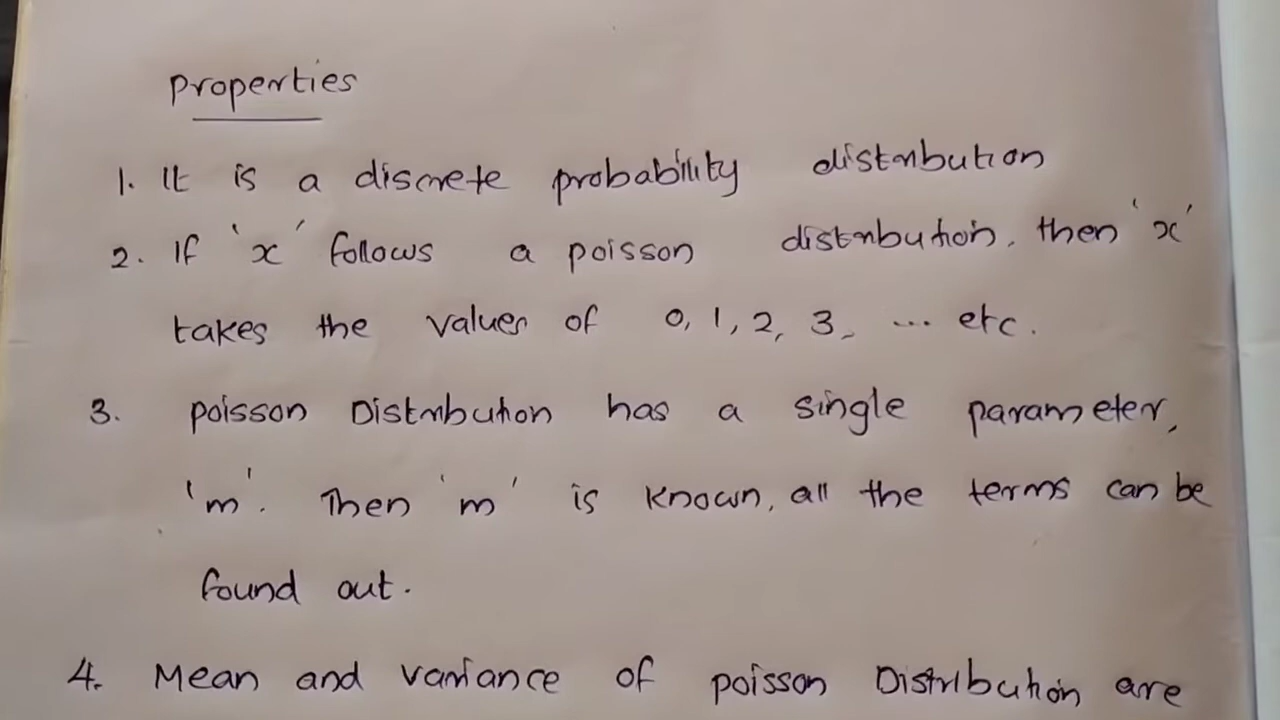 Properties
1. It is a discrete probability distribution
2. If 'x' follows a poisson distribution, then 'x'
takes the values of 0, 1, 2, 3, ... etc.
3. poisson Distribution has a single parameter,
'm'. Then 'm' is known, all the terms can be
found out.
4. Mean and variance of poisson Distribution are